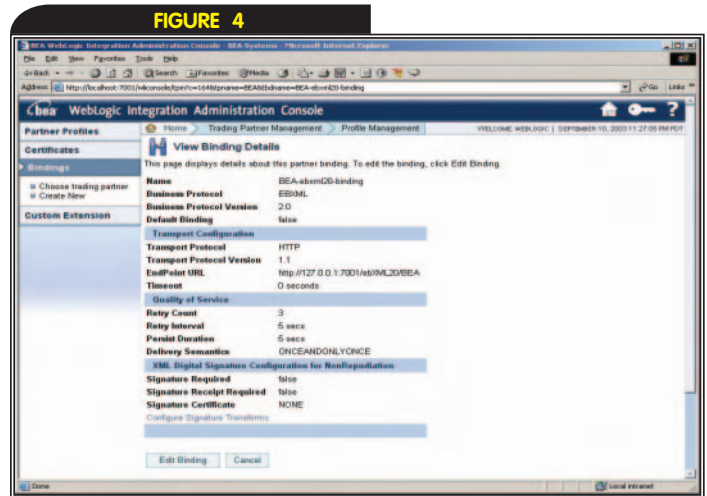 FIGURE 4
BEA WebLogic Integration Administration Console - BEA Systems - Microsoft Internet Explorer
File Edit View Favorites Tools Help
Back Search Favorites Media
Address Go Links
bea WebLogic Integration Administration Console
Partner Profiles
Certificates
Bindings
Choose trading partner
Create New
Custom Extension
Home Trading Partner Management Profile Management
WELCOME: WEBLOGIC | SEPTEMBER 10, 2003 11:27:05 PM PDT
View Binding Details
This page displays details about this partner binding. To edit the binding, click Edit Binding.
Name BEA-ebxml20-binding
Business Protocol EBXML
Business Protocol Version 2.0
Default Binding false
Transport Configuration
Transport Protocol HTTP
Transport Protocol Version 1.1
EndPoint URL http://127.0.0.1:7001/ebXML20/BEA
Timeout 0 seconds
Quality of Service
Retry Count 3
Retry Interval 5 secs
Persist Duration 5 secs
Delivery Semantics ONCEANDONLYONCE
XML Digital Signature Configuration for NonRepudiation
Signature Required false
Signature Receipt Required false
Signature Certificate NONE
Configure Signature Transforms
Edit Binding Cancel
Done Local intranet